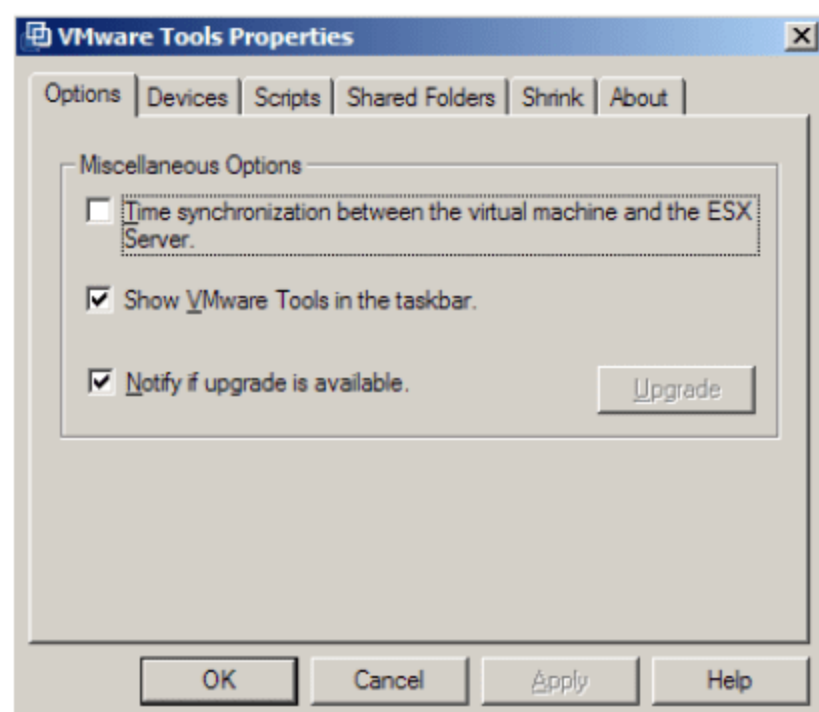 VMware Tools Properties
Options Devices Scripts Shared Folders Shrink About
Miscellaneous Options
Time synchronization between the virtual machine and the ESX
Server.
Show VMware Tools in the taskbar.
Notify if upgrade is available.
Upgrade
OK Cancel Apply Help